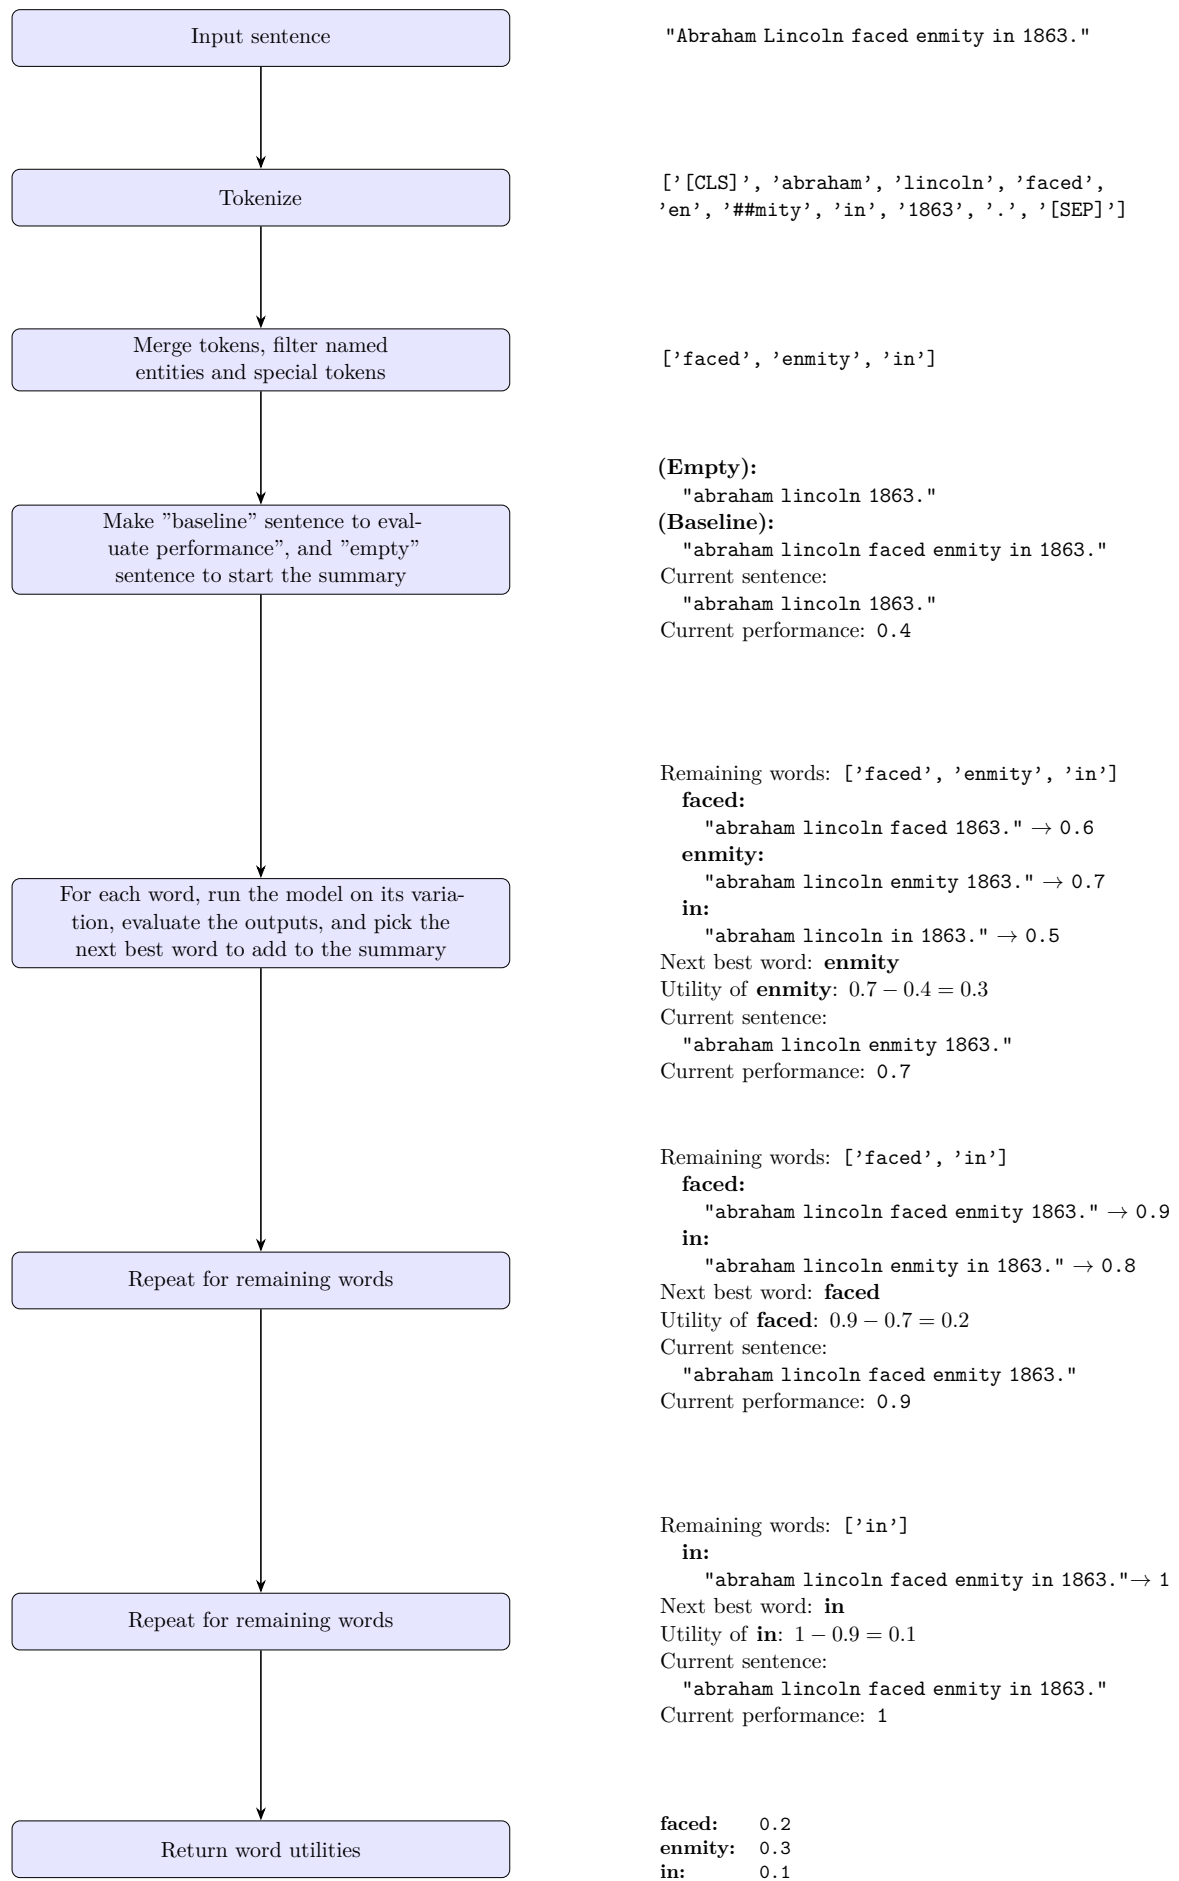 Input sentence
"Abraham Lincoln faced enmity in 1863."
Tokenize
['[CLS]', 'abraham', 'lincoln', 'faced',
'en', '##mity', 'in', '1863', '.', '[SEP]']
Merge tokens, filter named
entities and special tokens
['faced', 'enmity', 'in']
Make ”baseline” sentence to eval-
uate performance”, and ”empty”
sentence to start the summary
(Empty):
"abraham lincoln 1863."
(Baseline):
"abraham lincoln faced enmity in 1863."
Current sentence:
"abraham lincoln 1863."
Current performance: 0.4
For each word, run the model on its varia-
tion, evaluate the outputs, and pick the
next best word to add to the summary
Remaining words: ['faced', 'enmity', 'in']
faced:
"abraham lincoln faced 1863." → 0.6
enmity:
"abraham lincoln enmity 1863." → 0.7
in:
"abraham lincoln in 1863." → 0.5
Next best word: enmity
Utility of enmity: 0.7 − 0.4 = 0.3
Current sentence:
"abraham lincoln enmity 1863."
Current performance: 0.7
Repeat for remaining words
Remaining words: ['faced', 'in']
faced:
"abraham lincoln faced enmity 1863." → 0.9
in:
"abraham lincoln enmity in 1863." → 0.8
Next best word: faced
Utility of faced: 0.9 − 0.7 = 0.2
Current sentence:
"abraham lincoln faced enmity 1863."
Current performance: 0.9
Repeat for remaining words
Remaining words: ['in']
in:
"abraham lincoln faced enmity in 1863."→ 1
Next best word: in
Utility of in: 1 − 0.9 = 0.1
Current sentence:
"abraham lincoln faced enmity in 1863."
Current performance: 1
Return word utilities
faced: 0.2
enmity: 0.3
in: 0.1